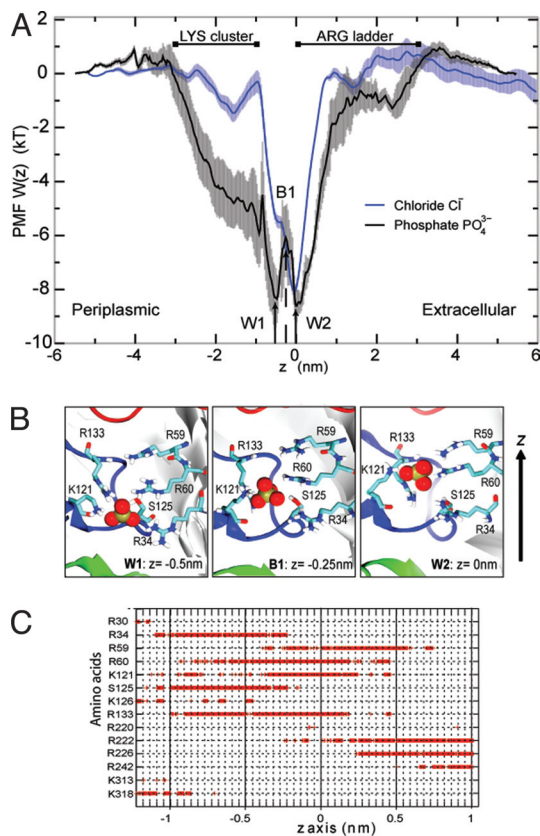 A
LYS cluster
ARG ladder
2
0
-2
-4
-6
-8
-10
PMF W(z) (kT)
B1
Chloride Cl-
Phosphate PO4 3−
Periplasmic
Extracellular
W1
W2
-6 -4 -2 0 2 4 6
z (nm)
B
R133 R59
K121 R60
S125
R34
W1: z= -0.5nm
R133 R59
R60
K121
S125
R34
B1: z= -0.25nm
R133 R59
K121 R60
S125
R34
W2: z= 0nm
z
C
Amino acids
R30
R34
R59
R60
K121
S125
K126
R133
R220
R222
R226
R242
K313
K318
-1 -0.5 0 0.5 1
z axis (nm)